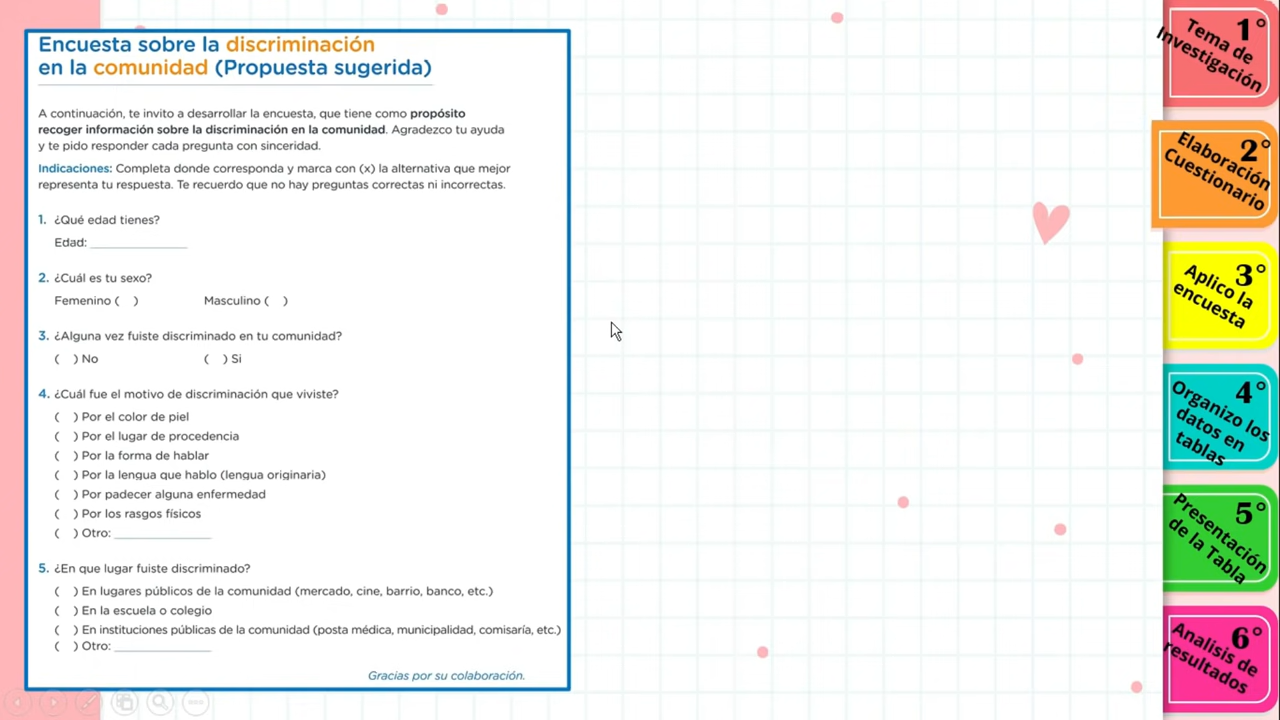 Encuesta sobre la discriminación
en la comunidad (Propuesta sugerida)
A continuación, te invito a desarrollar la encuesta, que tiene como propósito
recoger información sobre la discriminación en la comunidad. Agradezco tu ayuda
y te pido responder cada pregunta con sinceridad.
Indicaciones: Completa donde corresponda y marca con (x) la alternativa que mejor
representa tu respuesta. Te recuerdo que no hay preguntas correctas ni incorrectas.
1. ¿Qué edad tienes?
Edad: _______________
2. ¿Cuál es tu sexo?
Femenino ( ) Masculino ( )
3. ¿Alguna vez fuiste discriminado en tu comunidad?
( ) No ( ) Si
4. ¿Cuál fue el motivo de discriminación que viviste?
( ) Por el color de piel
( ) Por el lugar de procedencia
( ) Por la forma de hablar
( ) Por la lengua que hablo (lengua originaria)
( ) Por padecer alguna enfermedad
( ) Por los rasgos físicos
( ) Otro: _______________
5. ¿En que lugar fuiste discriminado?
( ) En lugares públicos de la comunidad (mercado, cine, barrio, banco, etc.)
( ) En la escuela o colegio
( ) En instituciones públicas de la comunidad (posta médica, municipalidad, comisaría, etc.)
( ) Otro: _______________
Gracias por su colaboración.
1°
Tema de
Investigación
2°
Elaboración
Cuestionario
3°
Aplico la
encuesta
4°
Organizo los
datos en
tablas
5°
Presentación
de la Tabla
6°
Analisis de
resultados